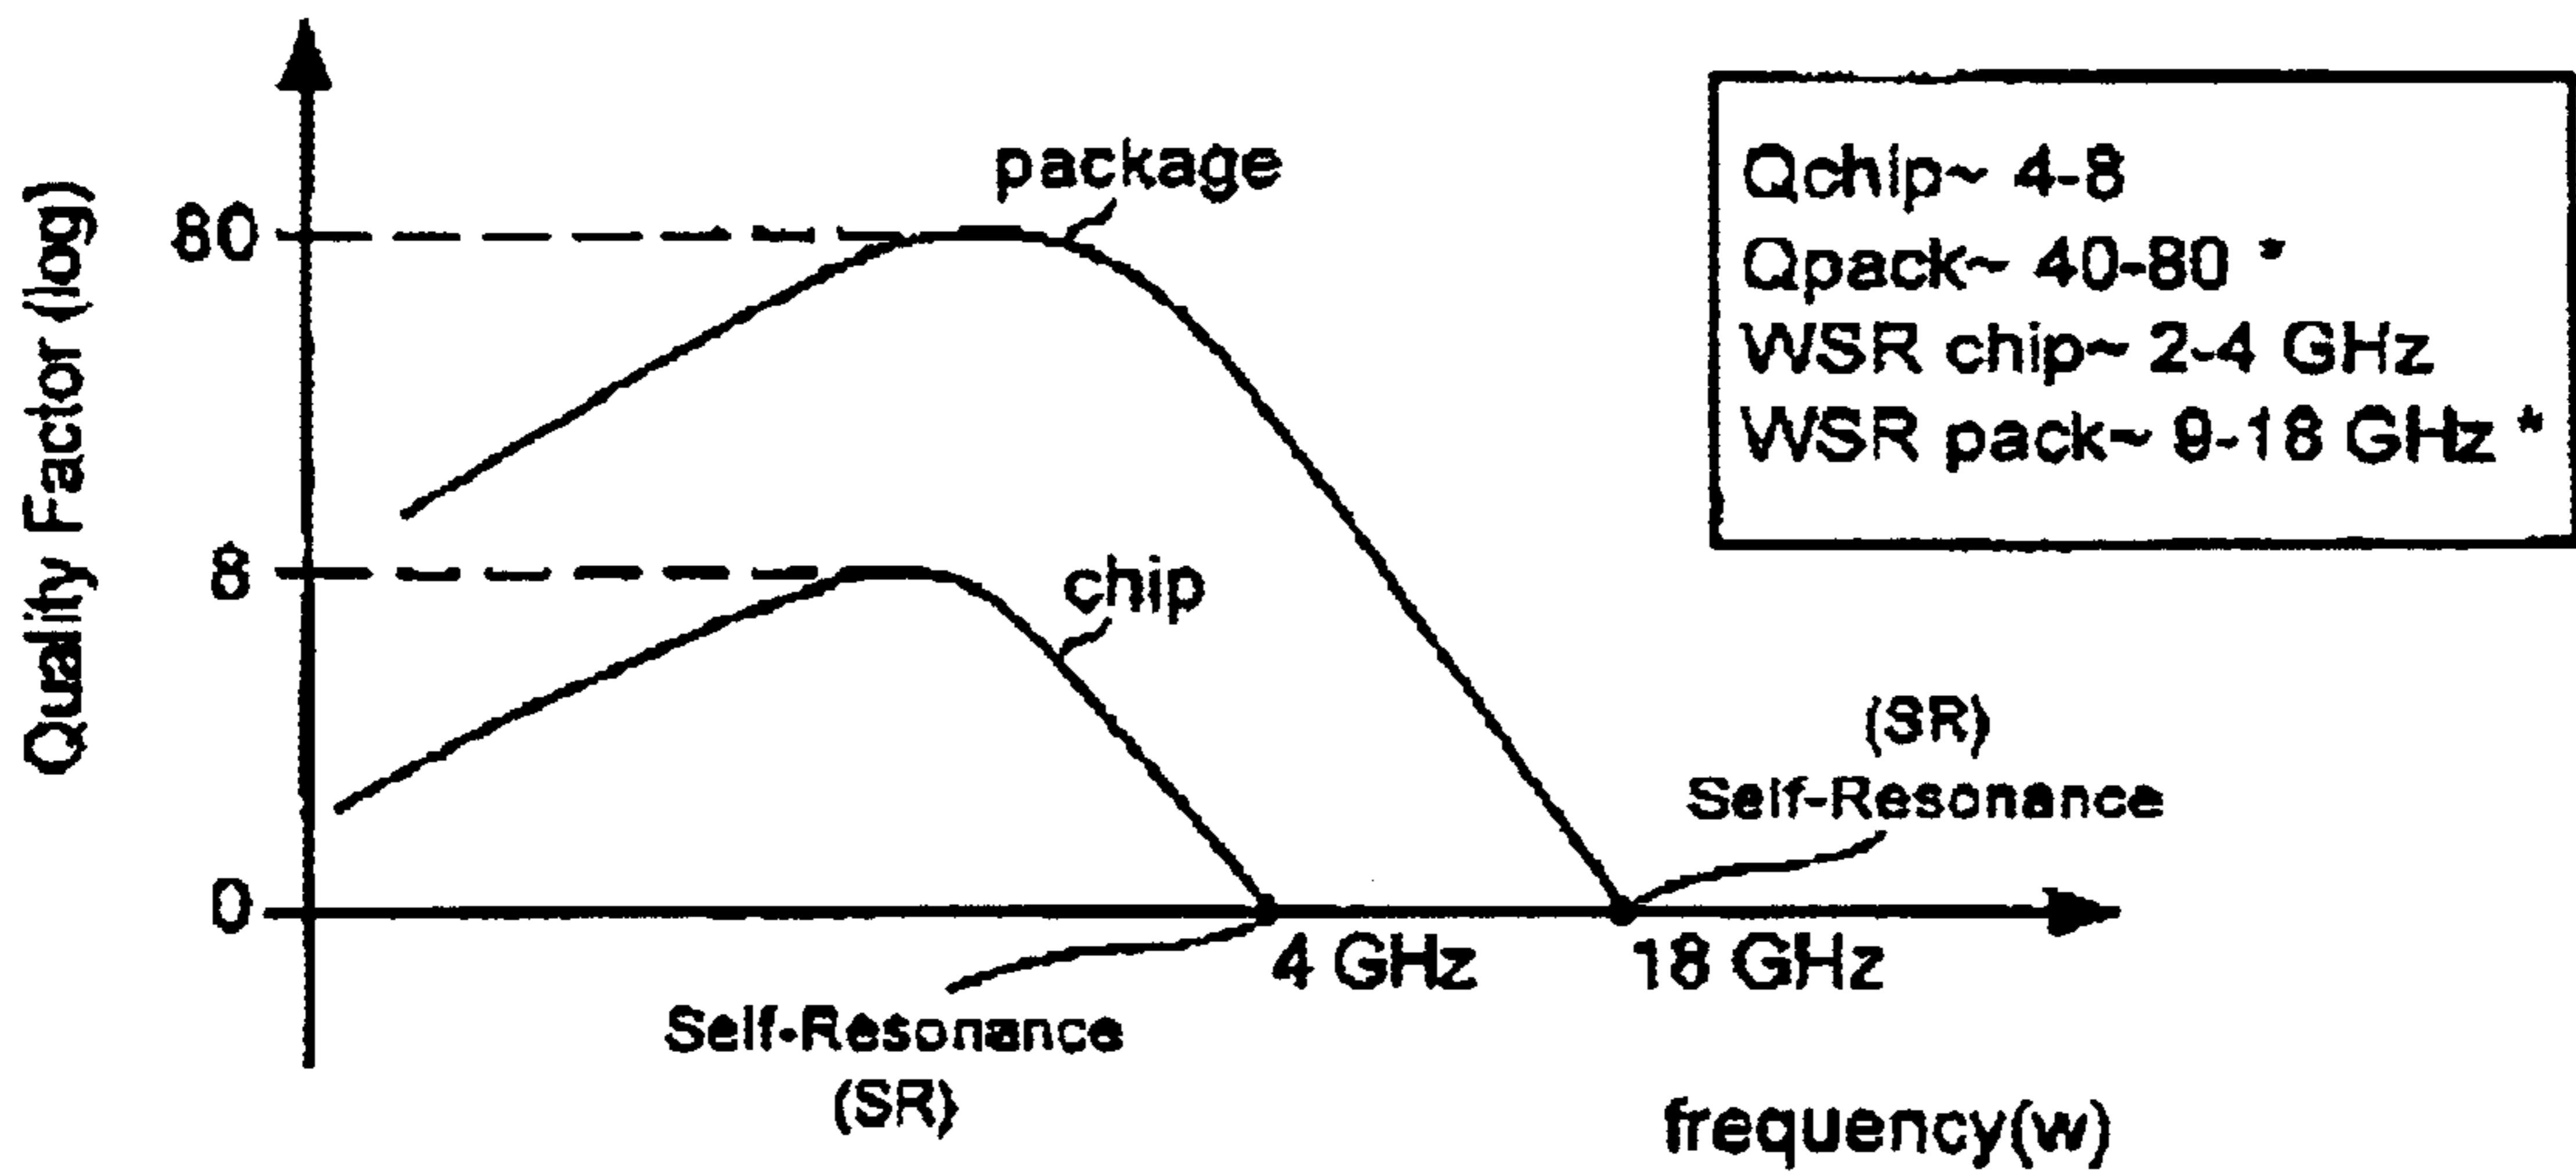 Quality Factor (log)
80
8
0
package
chip
Qchip~ 4-8
Qpack~ 40-80 *
WSR chip~ 2-4 GHz
WSR pack~ 9-18 GHz *
(SR)
Self-Resonance
4 GHz
18 GHz
Self-Resonance
(SR)
frequency(w)